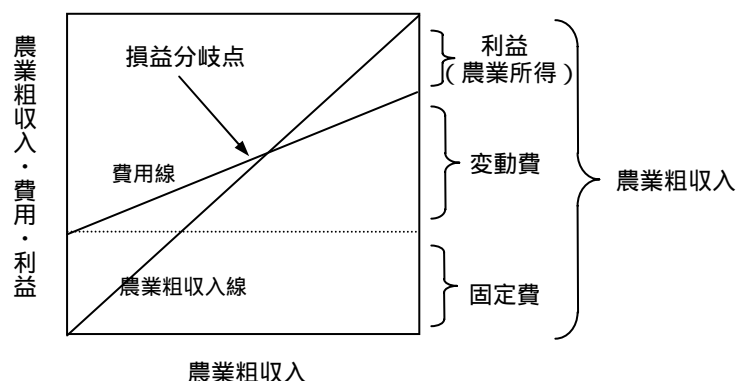 農業粗収入・費用・利益
損益分岐点
費用線
農業粗収入線
利益
（農業所得）
変動費
固定費
農業粗収入
農業粗収入